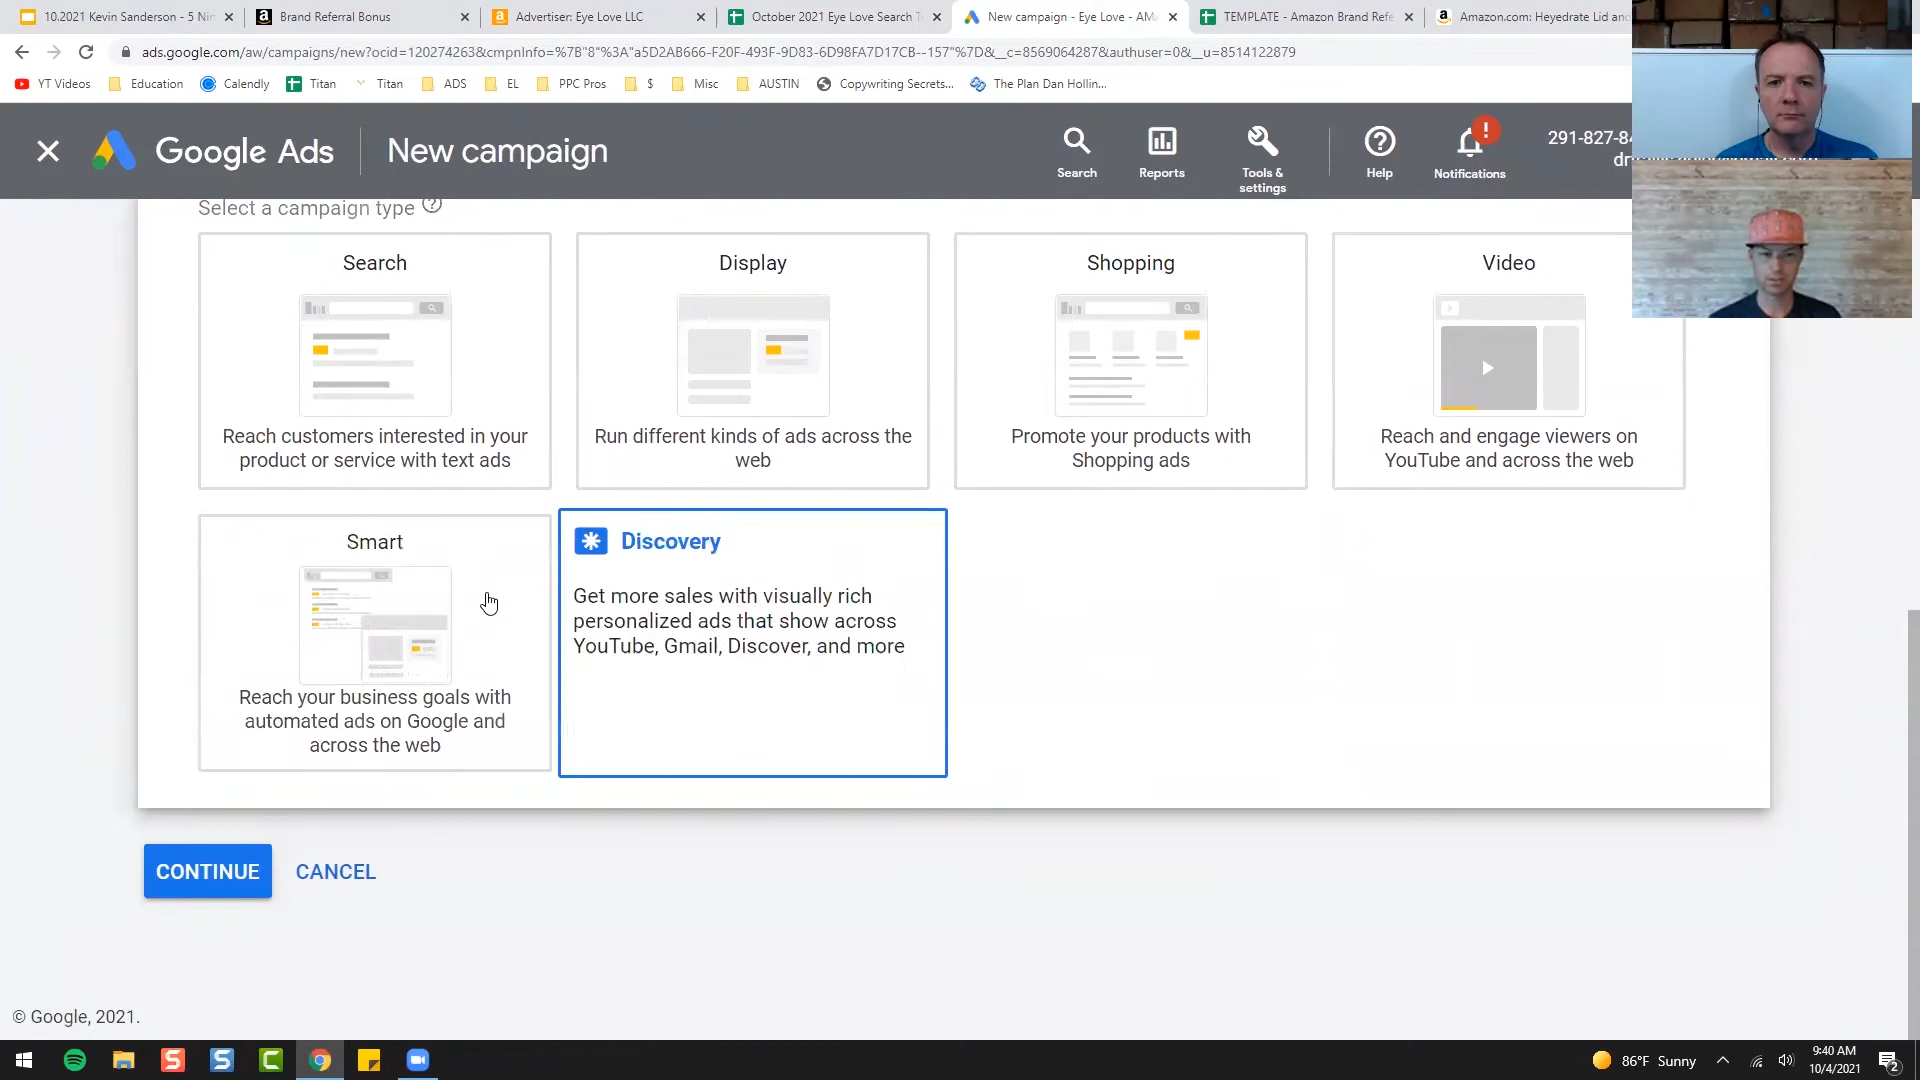 10.2021 Kevin Sanderson - 5 Nin
Brand Referral Bonus
Advertiser: Eye Love LLC
October 2021 Eye Love Search T
New campaign - Eye Love - AM
TEMPLATE - Amazon Brand Refe
Amazon.com: Heyedrate Lid and
ads.google.com/aw/campaigns/new?ocid=120274263&cmpnInfo=%7B"8"%3A"a5D2AB666-F20F-493F-9D83-6D98FA7D17CB--157"%7D&__c=8569064287&authuser=0&__u=8514122879
YT Videos
Education
Calendly
Titan
Titan
ADS
EL
PPC Pros
$
Misc
AUSTIN
Copywriting Secrets...
The Plan Dan Hollin...
Google Ads
New campaign
Search
Reports
Tools &
settings
Help
!
Notifications
291-827-84
Select a campaign type
Search
Reach customers interested in your
product or service with text ads
Display
Run different kinds of ads across the
web
Shopping
Promote your products with
Shopping ads
Video
Reach and engage viewers on
YouTube and across the web
Smart
Reach your business goals with
automated ads on Google and
across the web
Discovery
Get more sales with visually rich
personalized ads that show across
YouTube, Gmail, Discover, and more
CONTINUE
CANCEL
© Google, 2021.
86°F Sunny
9:40 AM
10/4/2021
2